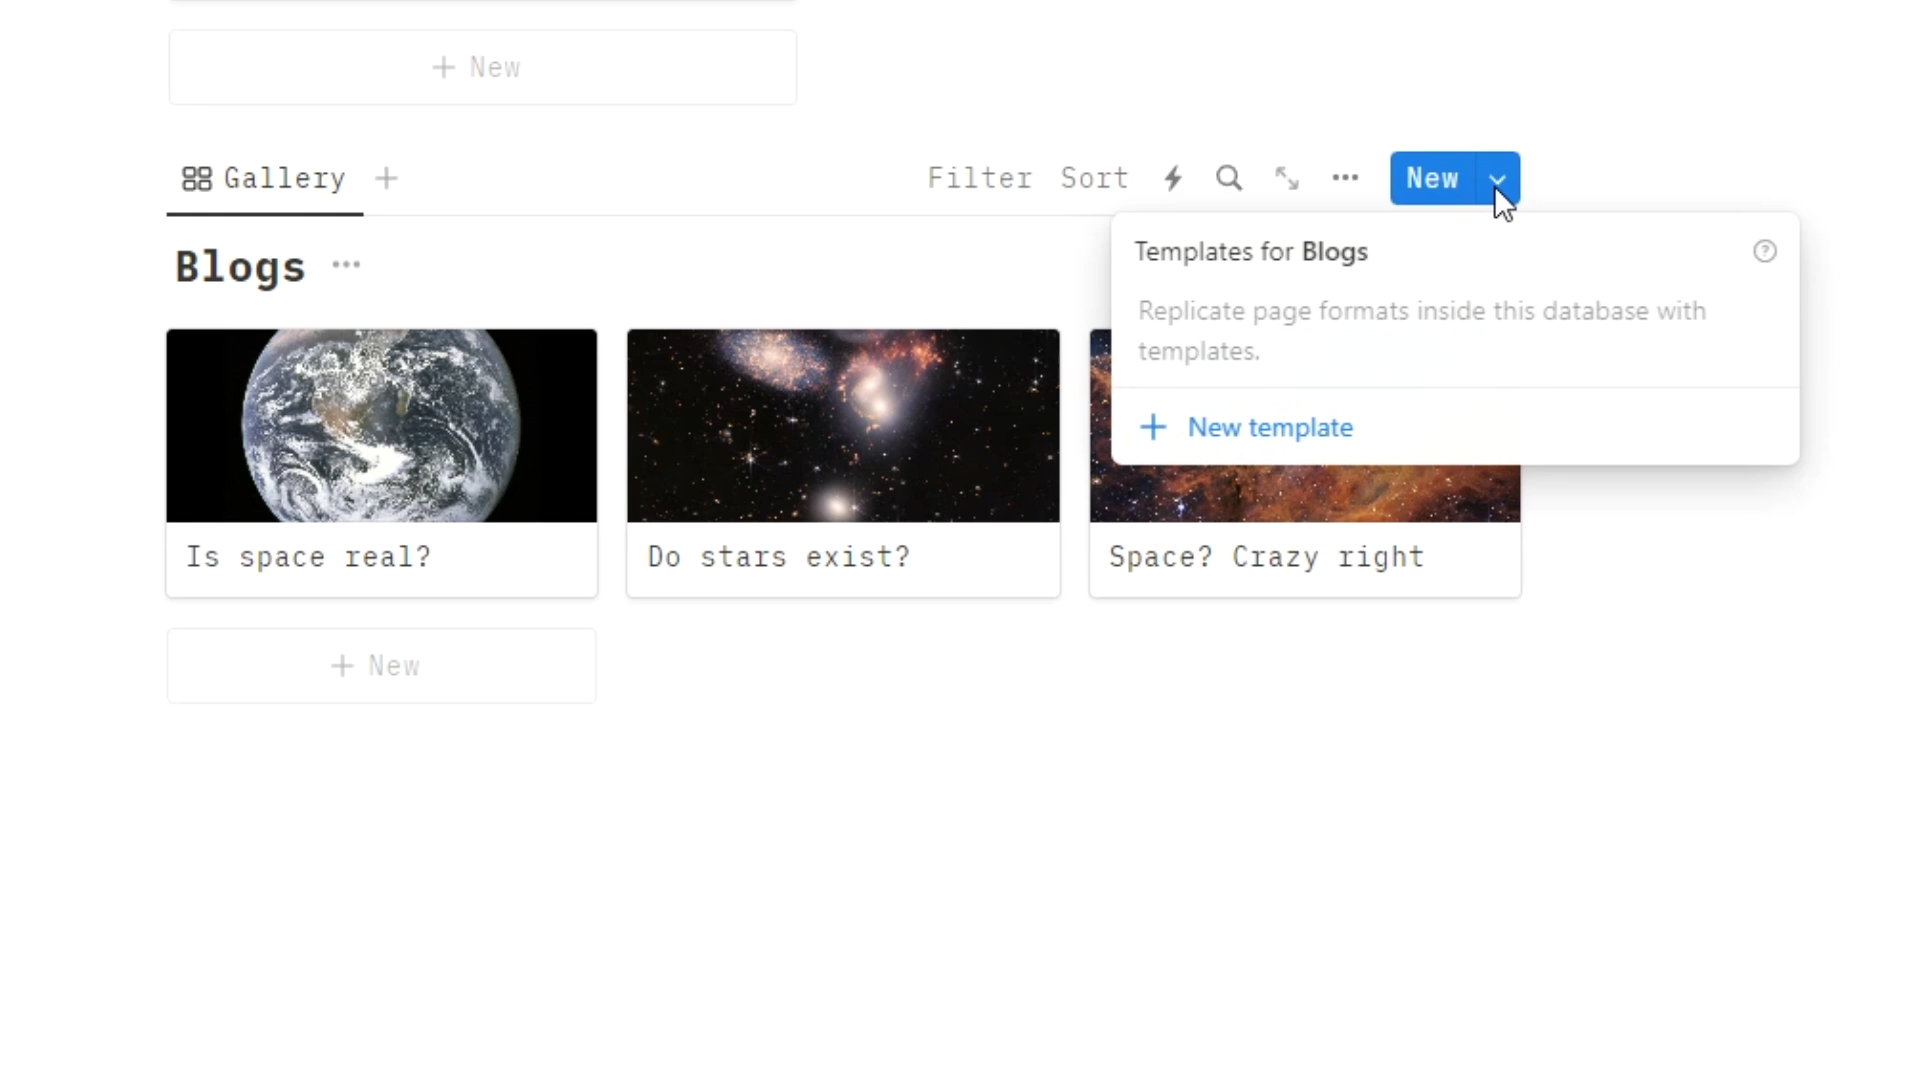 + New
Gallery +
Filter Sort New
Templates for Blogs
Replicate page formats inside this database with
templates.
+ New template
Blogs
Is space real?
Do stars exist?
Space? Crazy right
+ New